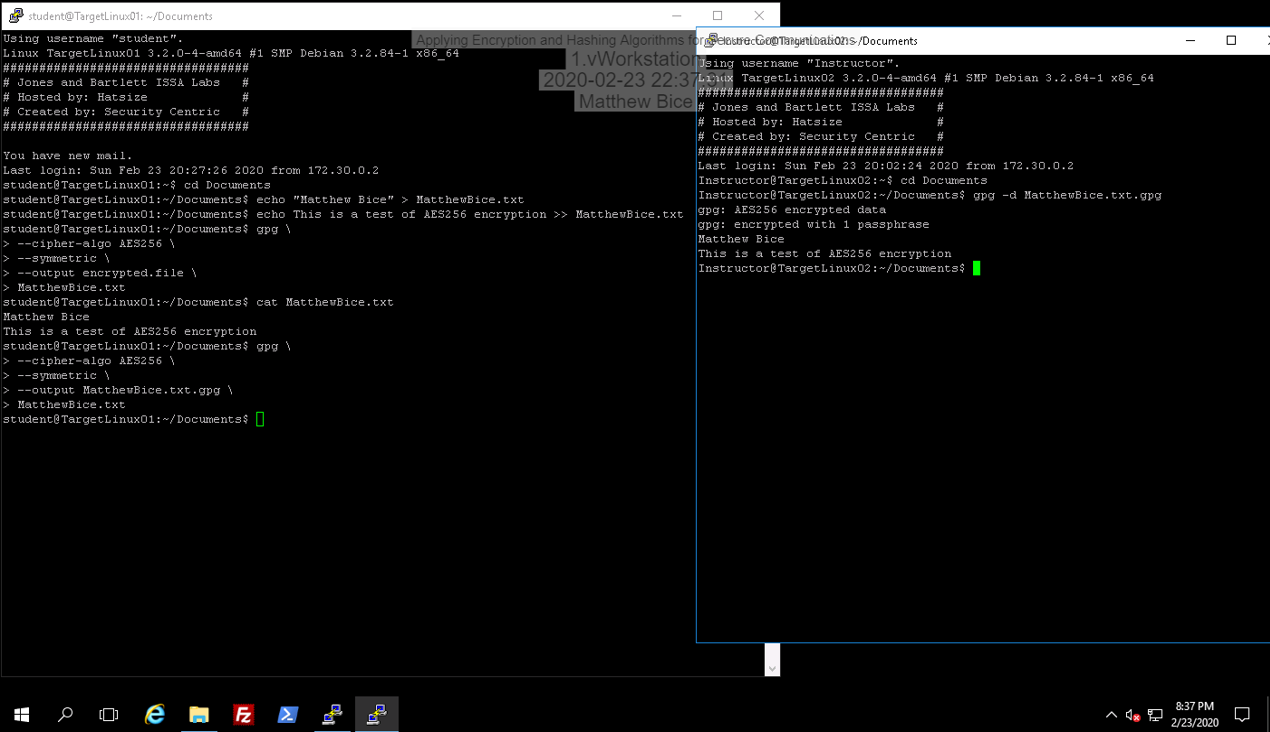 student@TargetLinux01: ~/Documents
Using username "student".
Linux TargetLinux01 3.2.0-4-amd64 #1 SMP Debian 3.2.84-1 x86_64
##################################
# Jones and Bartlett ISSA Labs   #
# Hosted by: Hatsize             #
# Created by: Security Centric   #
##################################
You have new mail.
Last login: Sun Feb 23 20:27:26 2020 from 172.30.0.2
student@TargetLinux01:~$ cd Documents
student@TargetLinux01:~/Documents$ echo "Matthew Bice" > MatthewBice.txt
student@TargetLinux01:~/Documents$ echo This is a test of AES256 encryption >> MatthewBice.txt
student@TargetLinux01:~/Documents$ gpg \
> --cipher-algo AES256 \
> --symmetric \
> --output encrypted.file \
> MatthewBice.txt
student@TargetLinux01:~/Documents$ cat MatthewBice.txt
Matthew Bice
This is a test of AES256 encryption
student@TargetLinux01:~/Documents$ gpg \
> --cipher-algo AES256 \
> --symmetric \
> --output MatthewBice.txt.gpg \
> MatthewBice.txt
student@TargetLinux01:~/Documents$
Applying Encryption and Hashing Algorithms for Secure Communications
1.vWorkstation
2020-02-23 22:37:31
Matthew Bice
Instructor@TargetLinux02: ~/Documents
Using username "Instructor".
Linux TargetLinux02 3.2.0-4-amd64 #1 SMP Debian 3.2.84-1 x86_64
##################################
# Jones and Bartlett ISSA Labs   #
# Hosted by: Hatsize             #
# Created by: Security Centric   #
##################################
Last login: Sun Feb 23 20:02:24 2020 from 172.30.0.2
Instructor@TargetLinux02:~$ cd Documents
Instructor@TargetLinux02:~/Documents$ gpg -d MatthewBice.txt.gpg
gpg: AES256 encrypted data
gpg: encrypted with 1 passphrase
Matthew Bice
This is a test of AES256 encryption
Instructor@TargetLinux02:~/Documents$
8:37 PM
2/23/2020